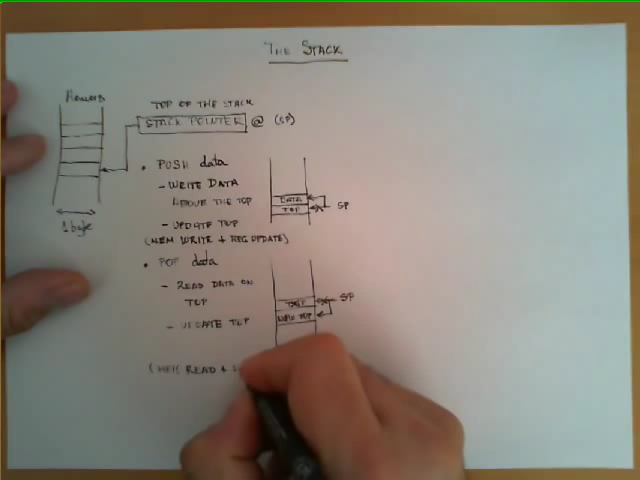 THE STACK
MEMORY
TOP OF THE STACK
STACK POINTER @ (SP)
1 byte
• PUSH data
- WRITE DATA
ABOVE THE TOP
- UPDATE TOP
(MEM WRITE + REG UPDATE)
DATA
TOP
SP
• POP data
- READ DATA ON
TOP
- UPDATE TOP
TOP
NEW TOP
SP
(MEM READ +